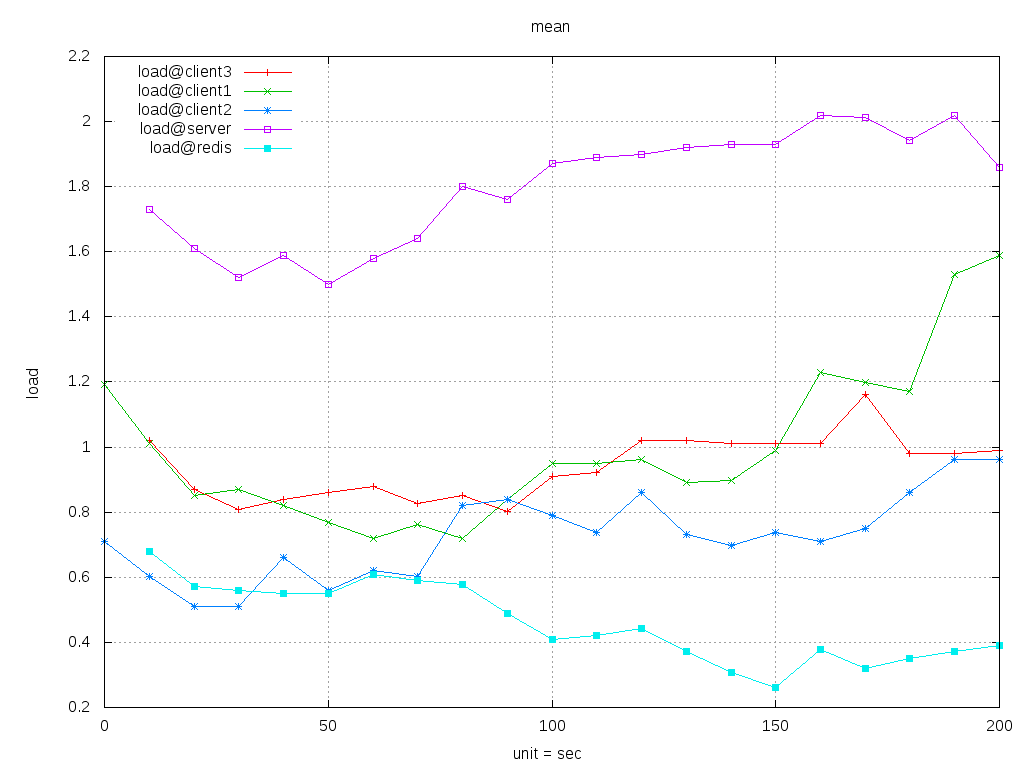 mean
2.2
2
1.8
1.6
1.4
1.2
1
0.8
0.6
0.4
0.2
load@client3
load@client1
load@client2
load@server
load@redis
load
0 50 100 150 200
unit = sec